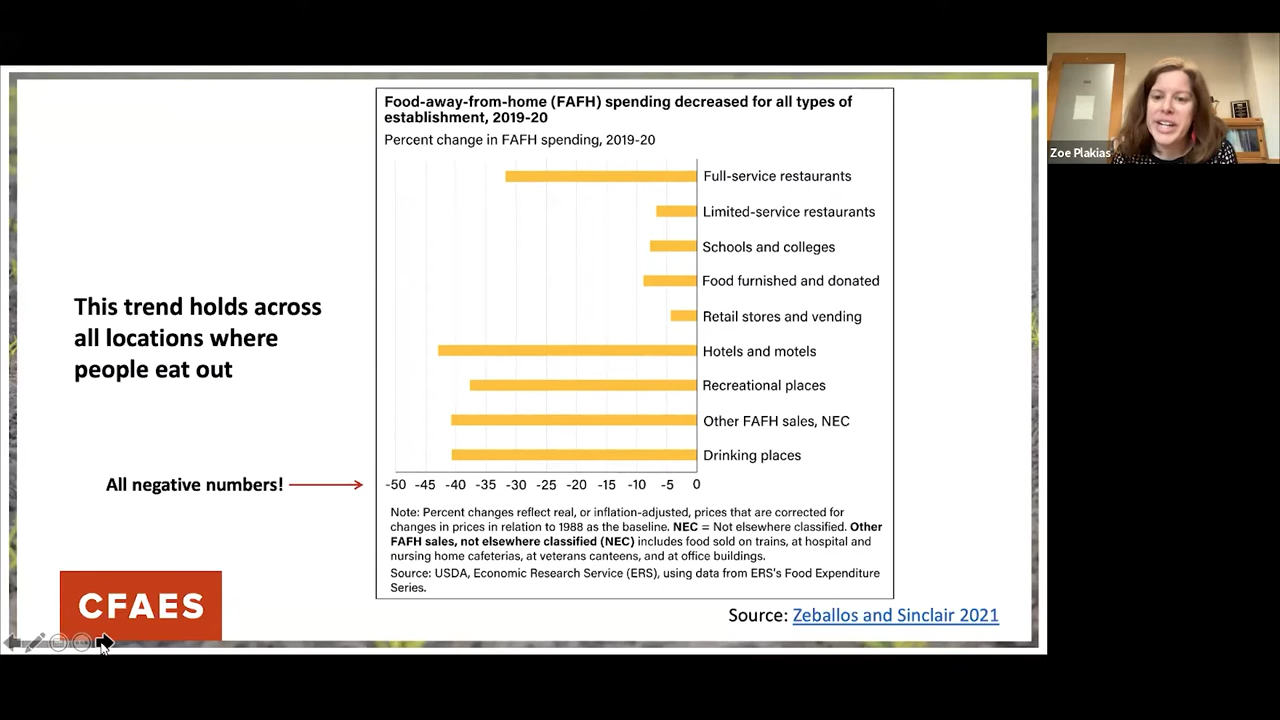 Food-away-from-home (FAFH) spending decreased for all types of
establishment, 2019-20
Percent change in FAFH spending, 2019-20
Full-service restaurants
Limited-service restaurants
Schools and colleges
Food furnished and donated
Retail stores and vending
Hotels and motels
Recreational places
Other FAFH sales, NEC
Drinking places
-50 -45 -40 -35 -30 -25 -20 -15 -10 -5 0
Note: Percent changes reflect real, or inflation-adjusted, prices that are corrected for
changes in prices in relation to 1988 as the baseline. NEC = Not elsewhere classified. Other
FAFH sales, not elsewhere classified (NEC) includes food sold on trains, at hospital and
nursing home cafeterias, at veterans canteens, and at office buildings.
Source: USDA, Economic Research Service (ERS), using data from ERS's Food Expenditure
Series.
This trend holds across
all locations where
people eat out
All negative numbers!
CFAES
Source: Zeballos and Sinclair 2021
Zoe Plakias